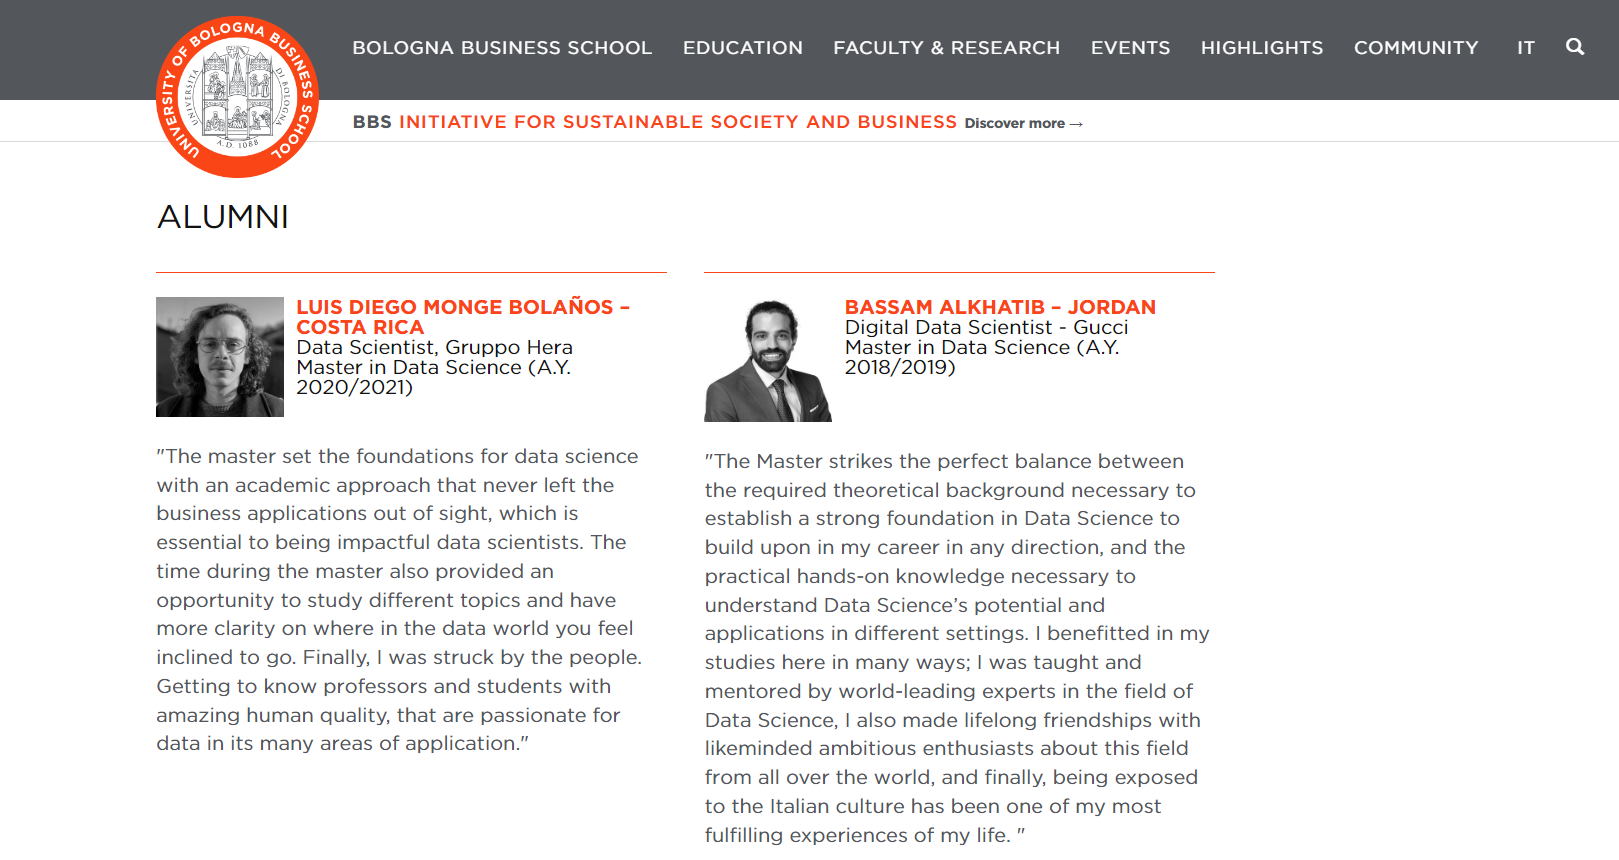 UNIVERSITY OF BOLOGNA BUSINESS SCHOOL
UNIVERSITA DI BOLOGNA
A.D. 1088
BOLOGNA BUSINESS SCHOOL EDUCATION FACULTY & RESEARCH EVENTS HIGHLIGHTS COMMUNITY IT
BBS INITIATIVE FOR SUSTAINABLE SOCIETY AND BUSINESS Discover more →
ALUMNI
LUIS DIEGO MONGE BOLAÑOS –
COSTA RICA
Data Scientist, Gruppo Hera
Master in Data Science (A.Y.
2020/2021)
"The master set the foundations for data science
with an academic approach that never left the
business applications out of sight, which is
essential to being impactful data scientists. The
time during the master also provided an
opportunity to study different topics and have
more clarity on where in the data world you feel
inclined to go. Finally, I was struck by the people.
Getting to know professors and students with
amazing human quality, that are passionate for
data in its many areas of application."
BASSAM ALKHATIB – JORDAN
Digital Data Scientist - Gucci
Master in Data Science (A.Y.
2018/2019)
"The Master strikes the perfect balance between
the required theoretical background necessary to
establish a strong foundation in Data Science to
build upon in my career in any direction, and the
practical hands-on knowledge necessary to
understand Data Science’s potential and
applications in different settings. I benefitted in my
studies here in many ways; I was taught and
mentored by world-leading experts in the field of
Data Science, I also made lifelong friendships with
likeminded ambitious enthusiasts about this field
from all over the world, and finally, being exposed
to the Italian culture has been one of my most
fulfilling experiences of my life. "